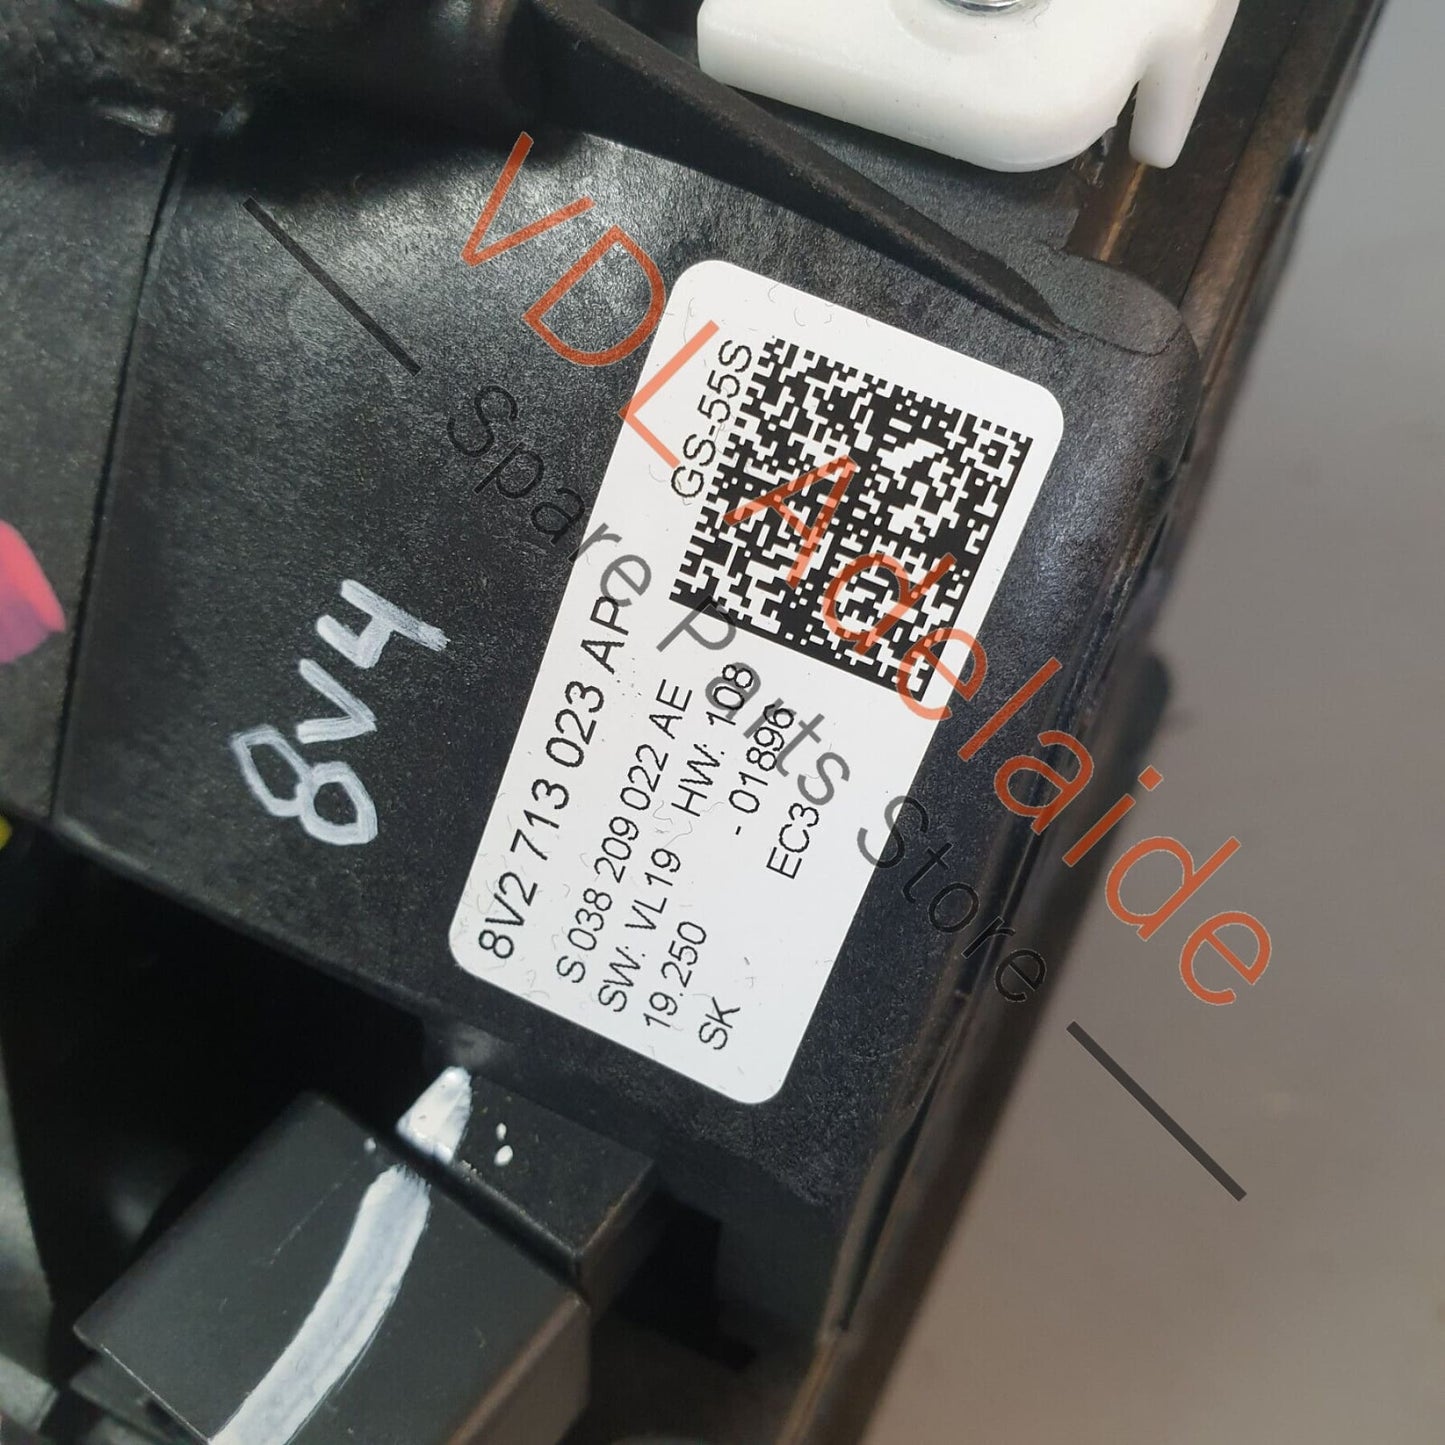 VDL Adelaide
Spare Parts Store
8V4
GS-55S
8V2 713 023 AP
S 038 209 022 AE
SW: VL19 HW: 108
19.250 - 01896
SK EC3